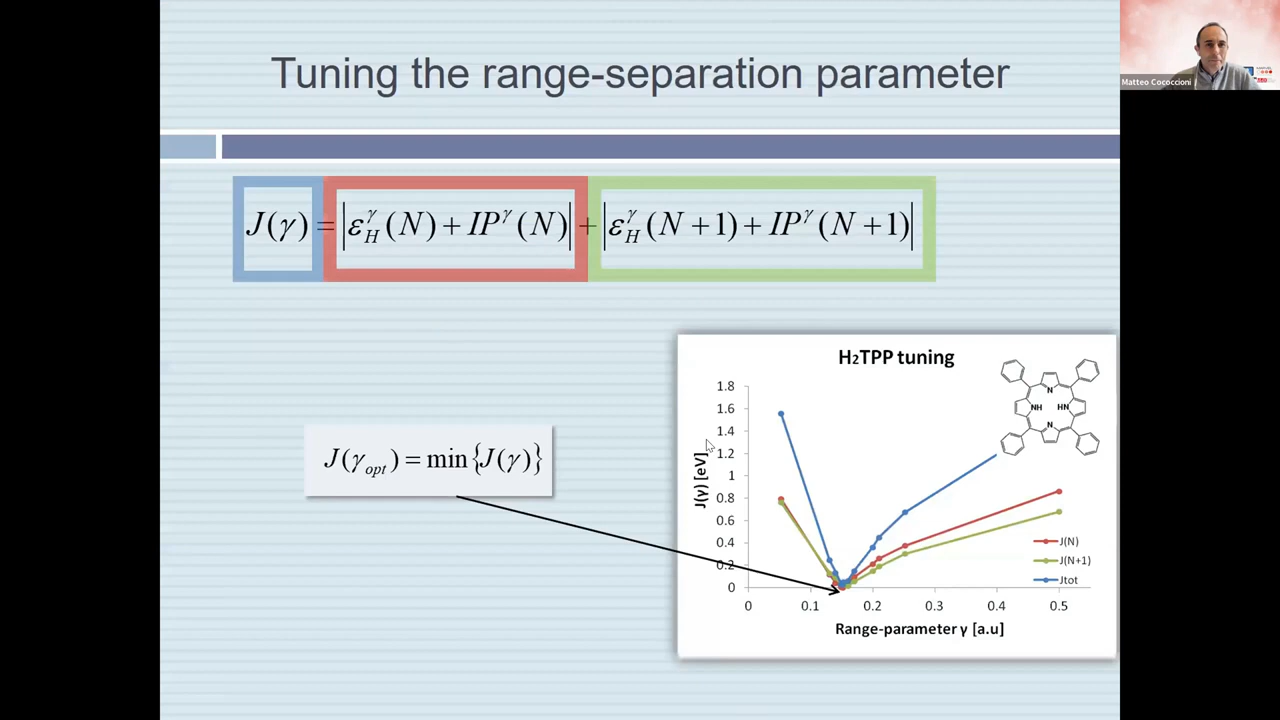 Tuning the range-separation parameter
Matteo Cococcioni
J(γ) = |ε_H^γ(N) + IP^γ(N)| + |ε_H^γ(N + 1) + IP^γ(N + 1)|
J(γ_opt) = min{J(γ)}
H2TPP tuning
N
NH HN
N
J(γ) [eV]
1.8
1.6
1.4
1.2
1
0.8
0.6
0.4
0.2
0
0 0.1 0.2 0.3 0.4 0.5
Range-parameter γ [a.u]
J(N)
J(N+1)
Jtot